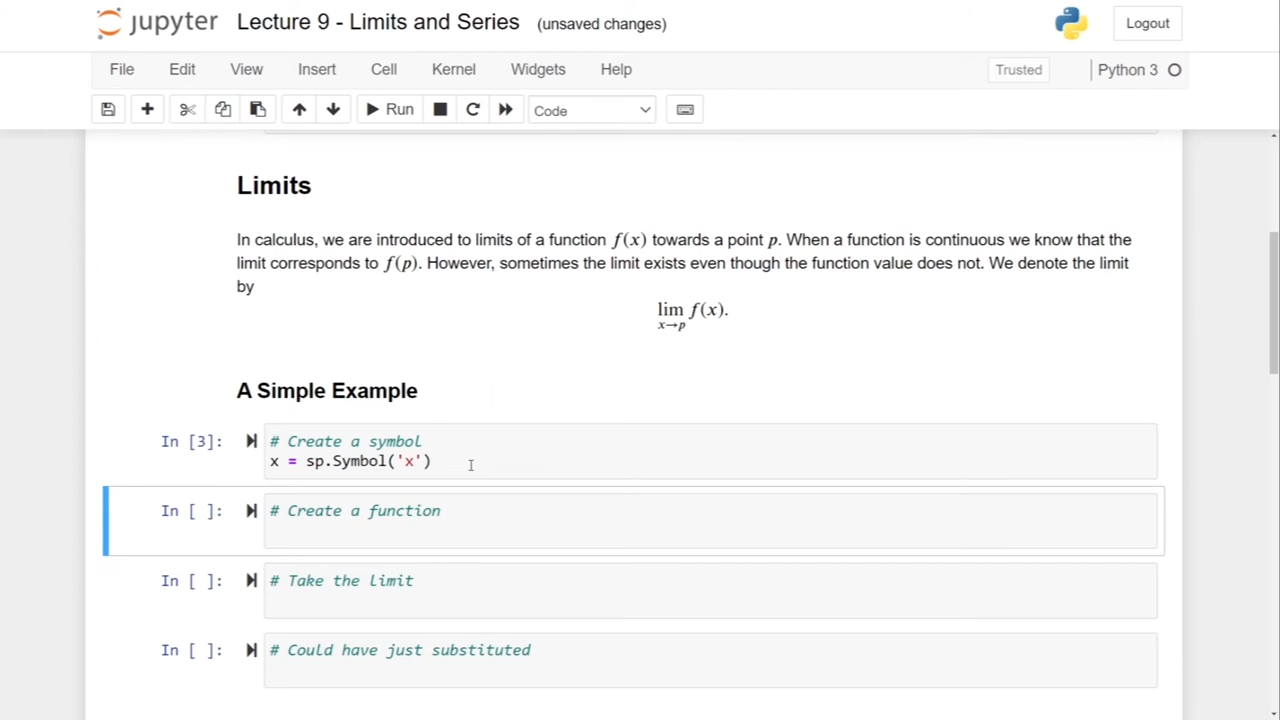 jupyter Lecture 9 - Limits and Series (unsaved changes) Logout
File Edit View Insert Cell Kernel Widgets Help Trusted Python 3
Run Code
Limits
In calculus, we are introduced to limits of a function f(x) towards a point p. When a function is continuous we know that the
limit corresponds to f(p). However, sometimes the limit exists even though the function value does not. We denote the limit
by
lim f(x).
x→p
A Simple Example
In [3]: # Create a symbol
x = sp.Symbol('x')
In [ ]: # Create a function
In [ ]: # Take the limit
In [ ]: # Could have just substituted